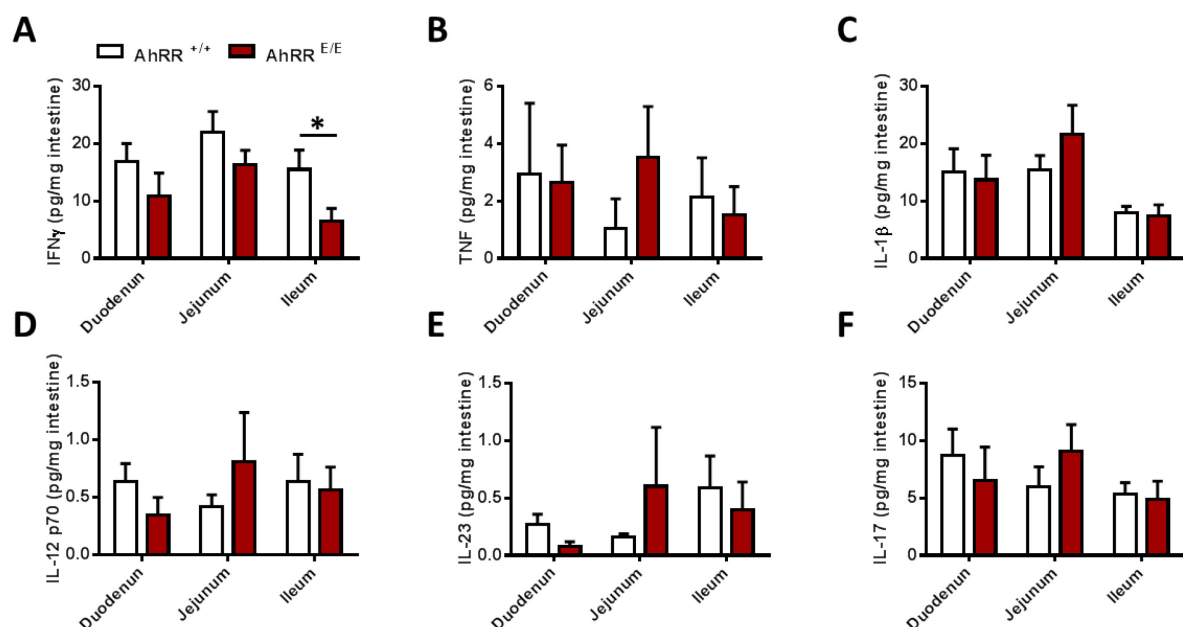 A
AhRR +/+ AhRR E/E
IFNγ (pg/mg intestine)
30
20
10
0
*
Duodenun Jejunum Ileum
B
TNF (pg/mg intestine)
6
4
2
0
Duodenun Jejunum Ileum
C
IL-1β (pg/mg intestine)
30
20
10
0
Duodenun Jejunum Ileum
D
IL-12 p70 (pg/mg intestine)
1.5
1.0
0.5
0.0
Duodenun Jejunum Ileum
E
IL-23 (pg/mg intestine)
1.5
1.0
0.5
0.0
Duodenun Jejunum Ileum
F
IL-17 (pg/mg intestine)
15
10
5
0
Duodenun Jejunum Ileum